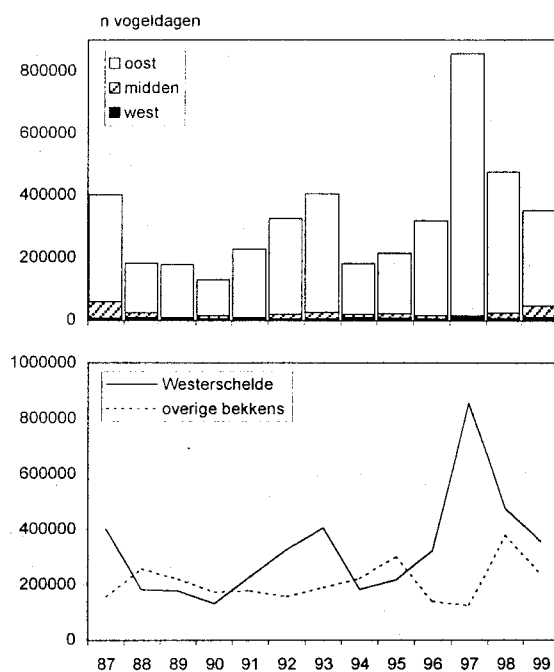 n vogeldagen
800000
600000
400000
200000
0
oost
midden
west
1000000
800000
600000
400000
200000
0
Westerschelde
overige bekkens
87 88 89 90 91 92 93 94 95 96 97 98 99